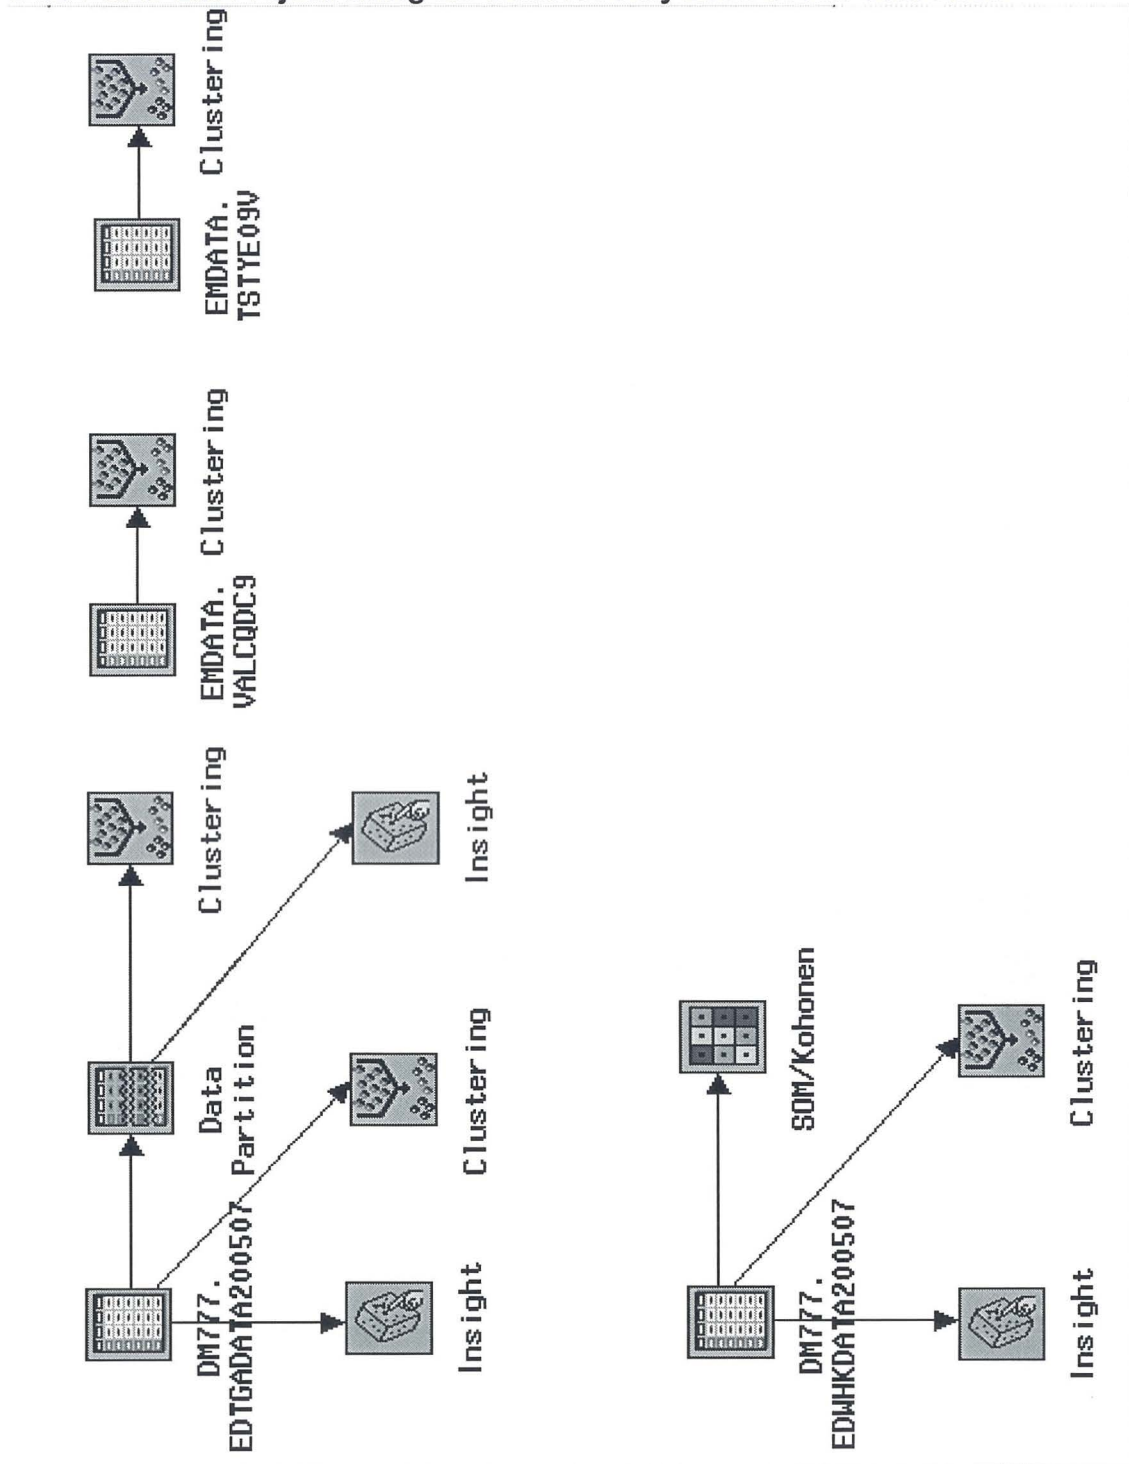 DM777.
EDTGADATA200507
Data
Partition
Clustering
EMDATA.
VALCQDC9
Clustering
EMDATA.
TSTYE09V
Clustering
Insight
Clustering
Insight
DM777.
EDWHKDATA200507
SOM/Kohonen
Insight
Clustering